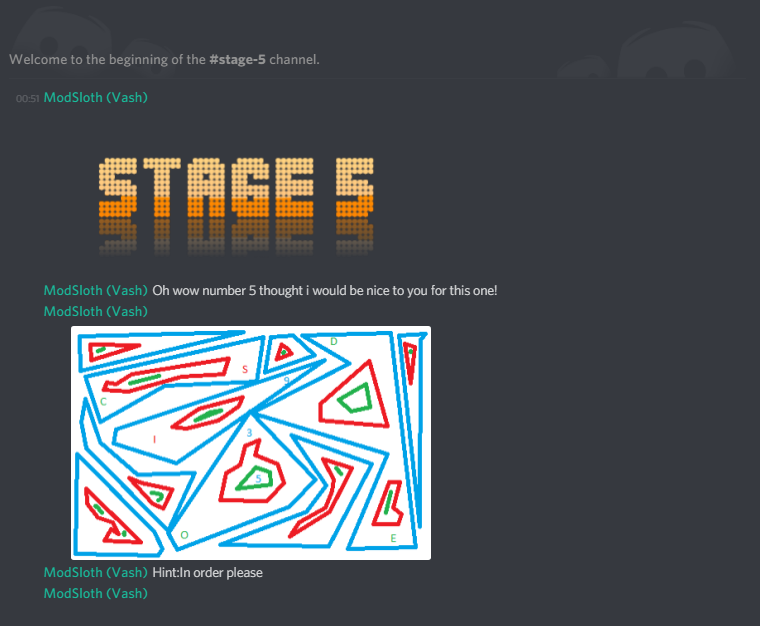 Welcome to the beginning of the #stage-5 channel.
00:51 ModSloth (Vash)
STAGE 5
ModSloth (Vash) Oh wow number 5 thought i would be nice to you for this one!
ModSloth (Vash)
D
S
9
C
3
I
5
O
E
ModSloth (Vash) Hint:In order please
ModSloth (Vash)